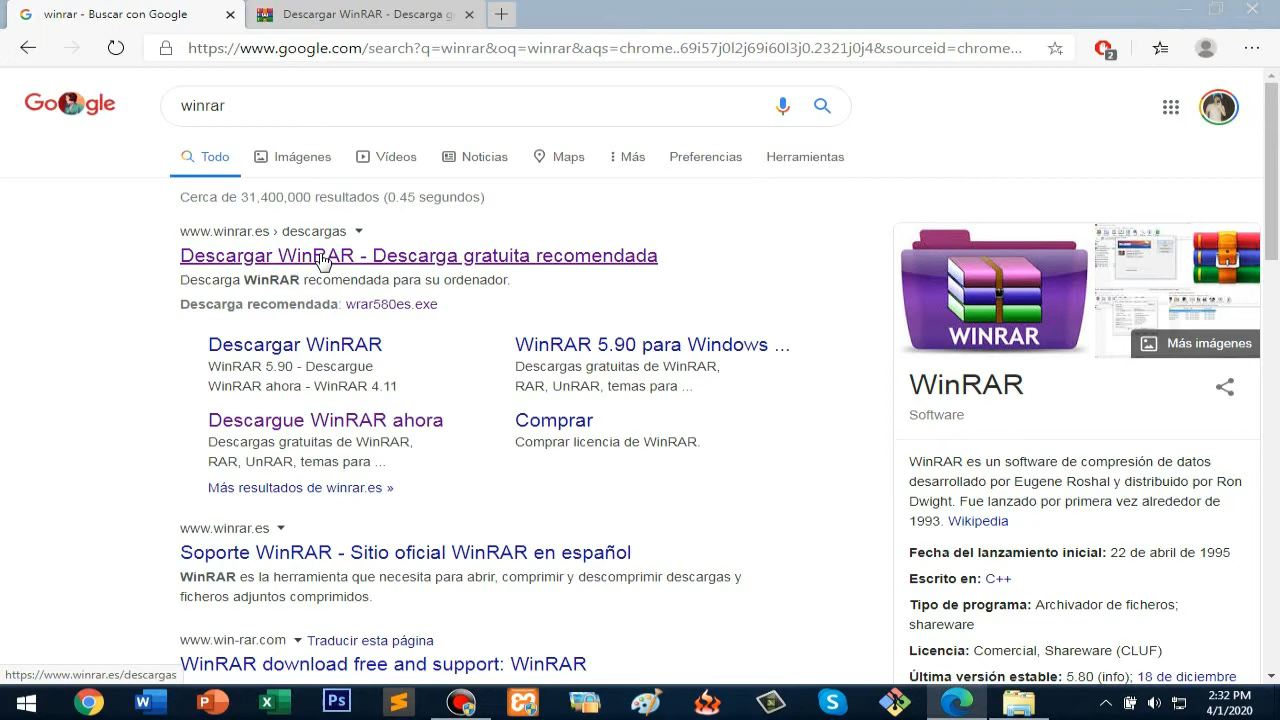 winrar - Buscar con Google
Descargar WinRAR - Descarga g
https://www.google.com/search?q=winrar&oq=winrar&aqs=chrome..69i57j0l2j69i60l3j0.2321j0j4&sourceid=chrome...
2
Google
winrar
Todo
Imágenes
Vídeos
Noticias
Maps
Más
Preferencias
Herramientas
Cerca de 31,400,000 resultados (0.45 segundos)
www.winrar.es › descargas
Descargar WinRAR - Descarga gratuita recomendada
Descarga WinRAR recomendada para su ordenador.
Descarga recomendada: wrar580es.exe
Descargar WinRAR
WinRAR 5.90 - Descargue
WinRAR ahora - WinRAR 4.11
WinRAR 5.90 para Windows ...
Descargas gratuitas de WinRAR,
RAR, UnRAR, temas para ...
Descargue WinRAR ahora
Descargas gratuitas de WinRAR,
RAR, UnRAR, temas para ...
Comprar
Comprar licencia de WinRAR.
Más resultados de winrar.es »
www.winrar.es
Soporte WinRAR - Sitio oficial WinRAR en español
WinRAR es la herramienta que necesita para abrir, comprimir y descomprimir descargas y
ficheros adjuntos comprimidos.
www.win-rar.com
Traducir esta página
WinRAR download free and support: WinRAR
WINRAR
Más imágenes
WinRAR
Software
WinRAR es un software de compresión de datos
desarrollado por Eugene Roshal y distribuido por Ron
Dwight. Fue lanzado por primera vez alrededor de
1993. Wikipedia
Fecha del lanzamiento inicial: 22 de abril de 1995
Escrito en: C++
Tipo de programa: Archivador de ficheros;
shareware
Licencia: Comercial, Shareware (CLUF)
Última versión estable: 5.80 (info); 18 de diciembre
https://www.winrar.es/descargas
Ps
2:32 PM
4/1/2020